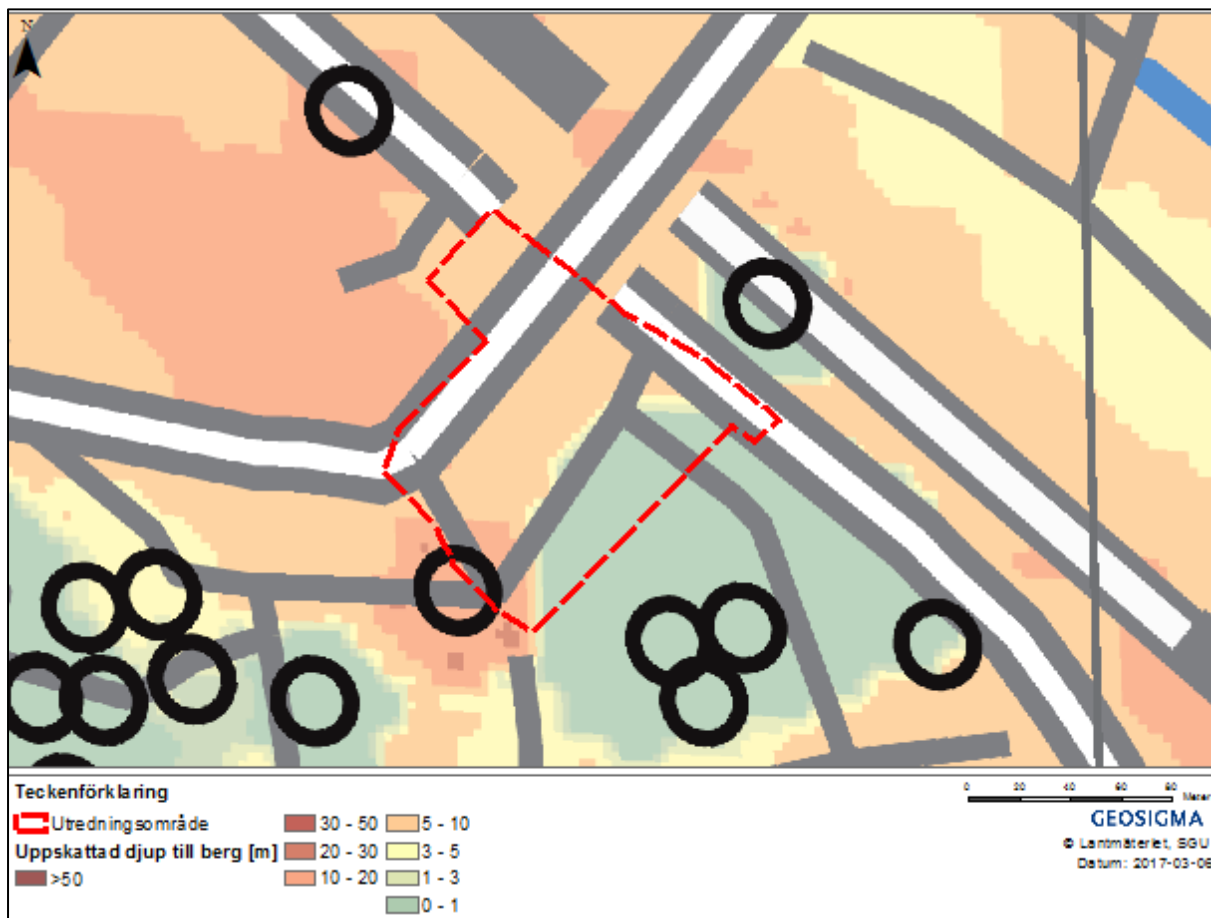 N
Teckenförklaring
Utredningsområde
Uppskattad djup till berg [m]
>50
30 - 50
20 - 30
10 - 20
5 - 10
3 - 5
1 - 3
0 - 1
0 20 40 60 80
Meter
GEOSIGMA
© Lantmäteriet, SGU
Datum: 2017-03-06